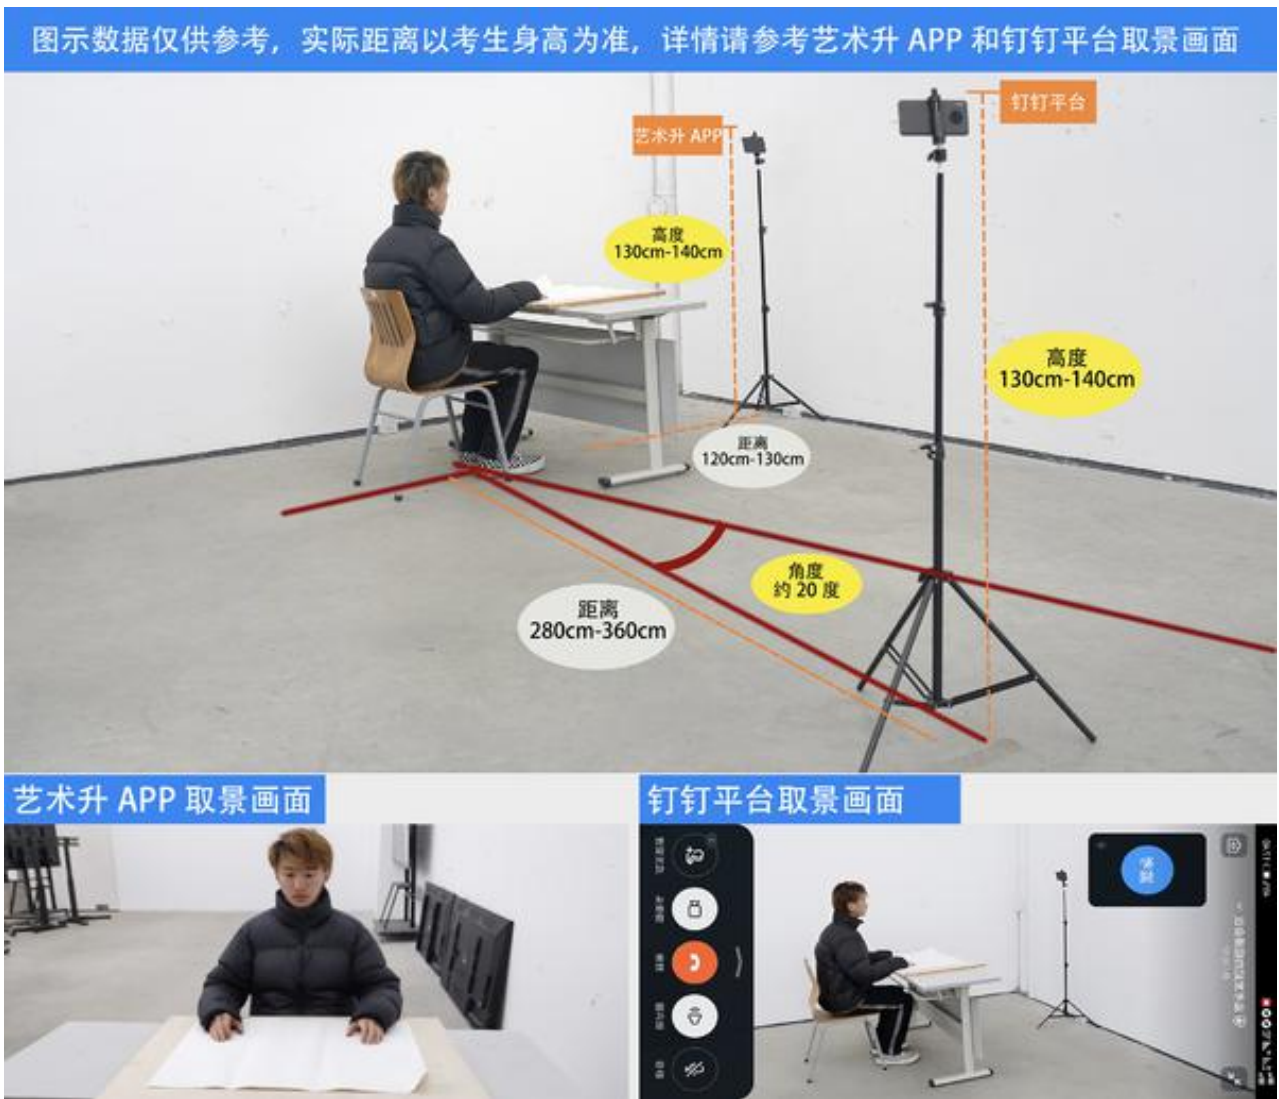 图示数据仅供参考，实际距离以考生身高为准，详情请参考艺术升 APP 和钉钉平台取景画面
钉钉平台
艺术升 APP
高度
130cm-140cm
高度
130cm-140cm
距离
120cm-130cm
角度
约 20 度
距离
280cm-360cm
艺术升 APP 取景画面
钉钉平台取景画面